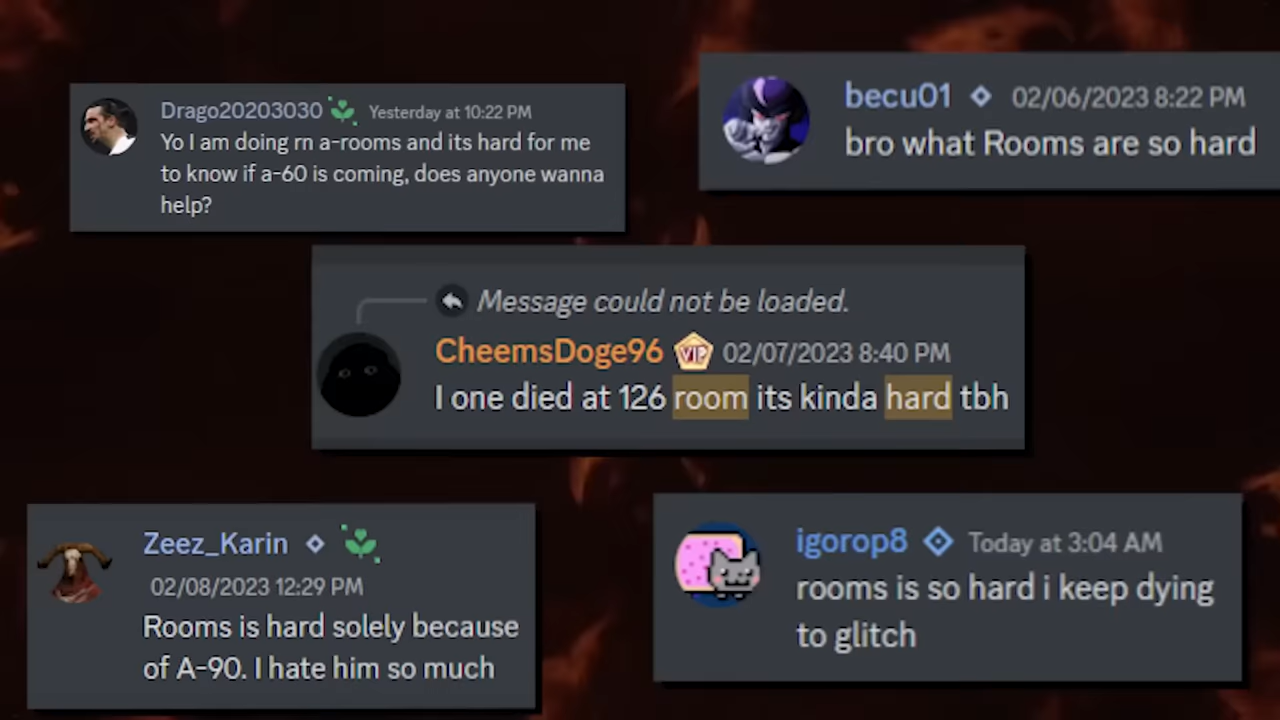 Drago20203030 Yesterday at 10:22 PM
Yo I am doing rn a-rooms and its hard for me
to know if a-60 is coming, does anyone wanna
help?
becu01 02/06/2023 8:22 PM
bro what Rooms are so hard
Message could not be loaded.
CheemsDoge96 VIP 02/07/2023 8:40 PM
I one died at 126 room its kinda hard tbh
Zeez_Karin
02/08/2023 12:29 PM
Rooms is hard solely because
of A-90. I hate him so much
igorop8 Today at 3:04 AM
rooms is so hard i keep dying
to glitch